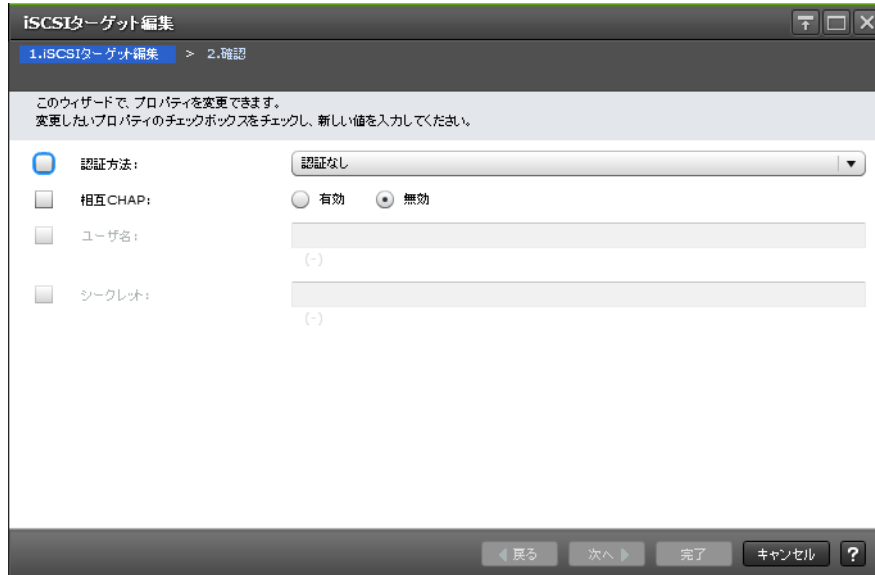 iSCSIターゲット編集
1.iSCSIターゲット編集 > 2.確認
このウィザードで、プロパティを変更できます。
変更したいプロパティのチェックボックスをチェックし、新しい値を入力してください。
認証方法: 認証なし
相互CHAP: 有効 無効
ユーザ名:
(-)
シークレット:
(-)
戻る 次へ 完了 キャンセル ?